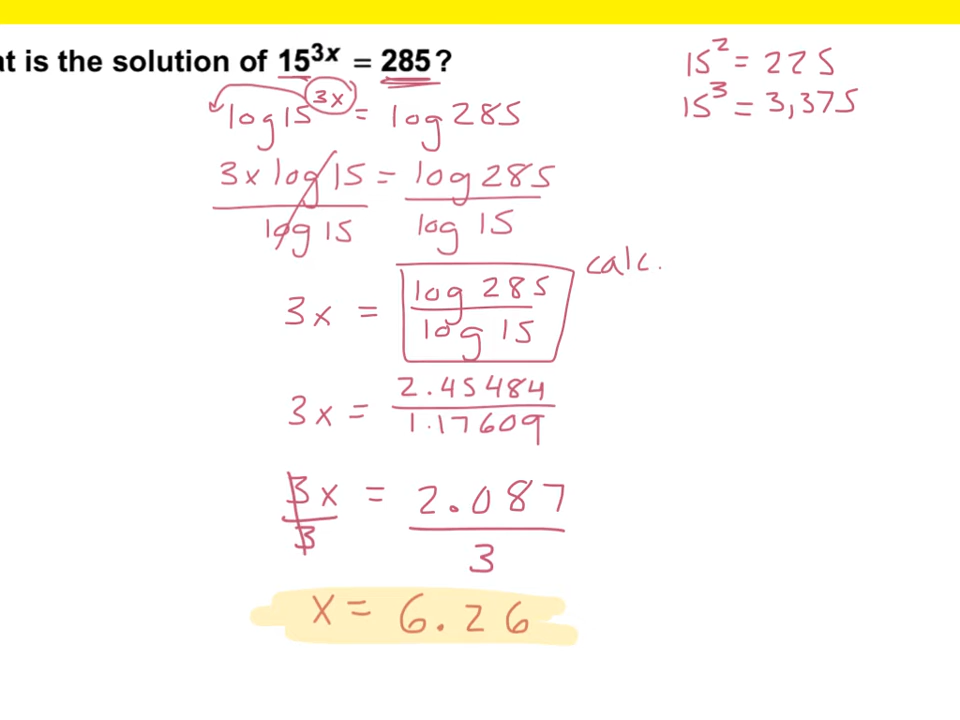 at is the solution of 15^3x = 285?
15^2 = 225
15^3 = 3,375
log 15^3x = log 285
3x log 15 = log 285
log 15 log 15
calc.
3x = log 285
log 15
3x = 2.45484
1.17609
3x = 2.087
3 3
x = 6.26